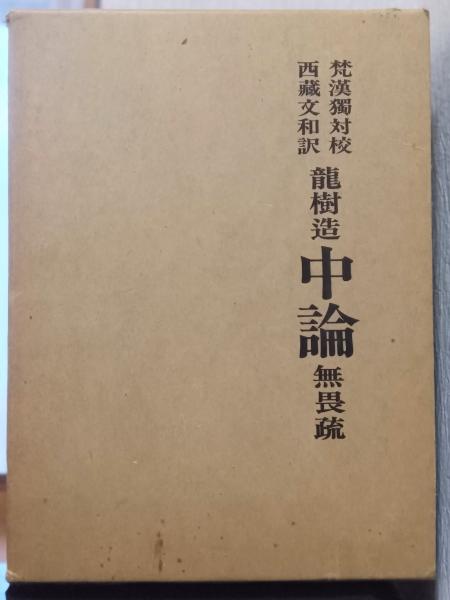 梵漢獨対校
西藏文和訳
龍樹造
中論
無畏疏